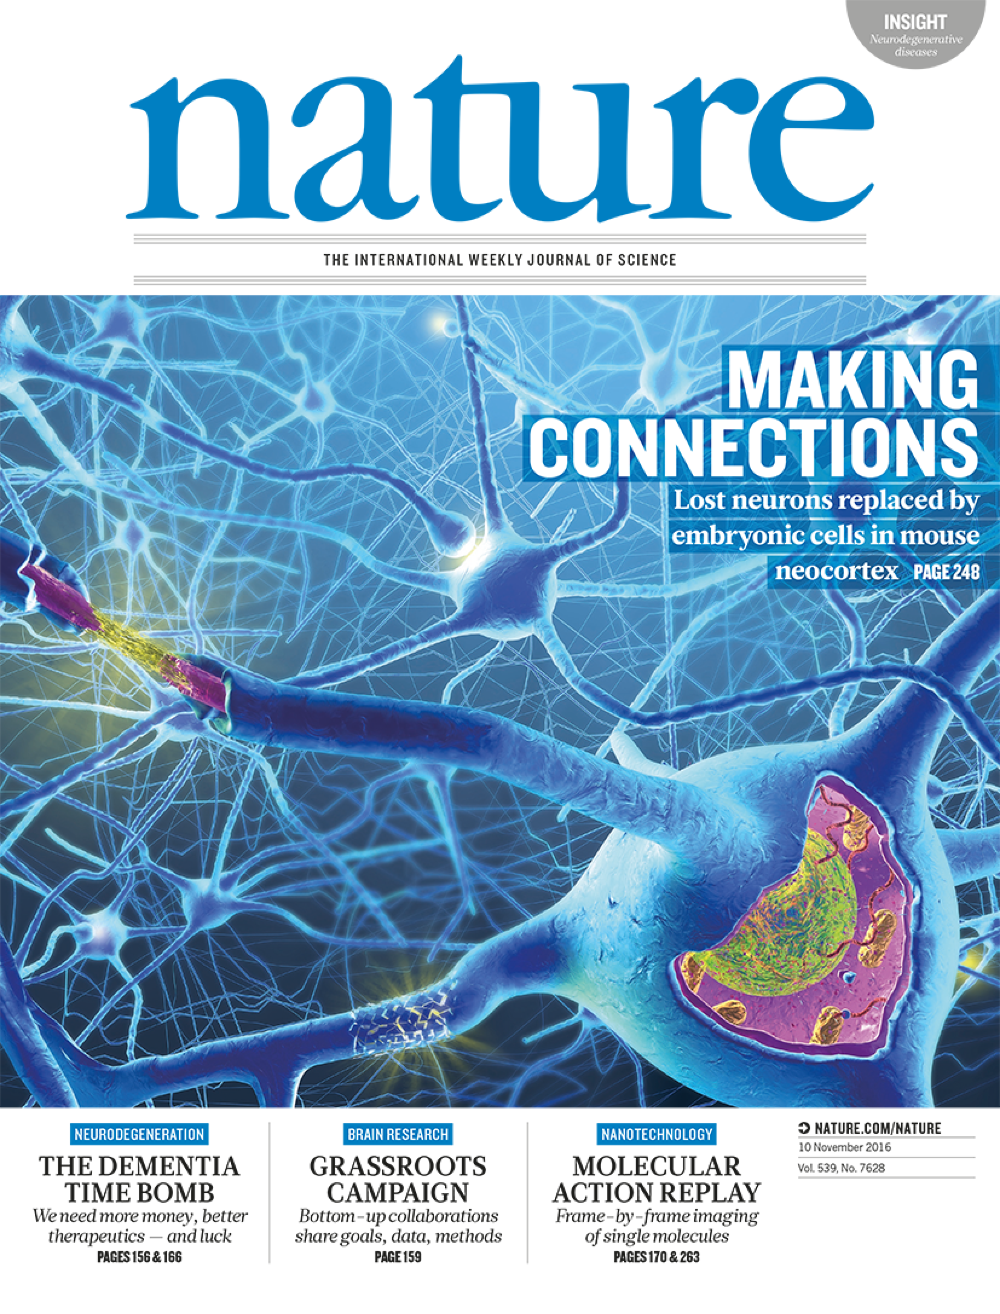 INSIGHT
Neurodegenerative
diseases
nature
THE INTERNATIONAL WEEKLY JOURNAL OF SCIENCE
MAKING
CONNECTIONS
Lost neurons replaced by
embryonic cells in mouse
neocortex PAGE 248
NEURODEGENERATION
THE DEMENTIA
TIME BOMB
We need more money, better
therapeutics — and luck
PAGES 156 & 166
BRAIN RESEARCH
GRASSROOTS
CAMPAIGN
Bottom-up collaborations
share goals, data, methods
PAGE 159
NANOTECHNOLOGY
MOLECULAR
ACTION REPLAY
Frame-by-frame imaging
of single molecules
PAGES 170 & 263
NATURE.COM/NATURE
10 November 2016
Vol. 539, No. 7628